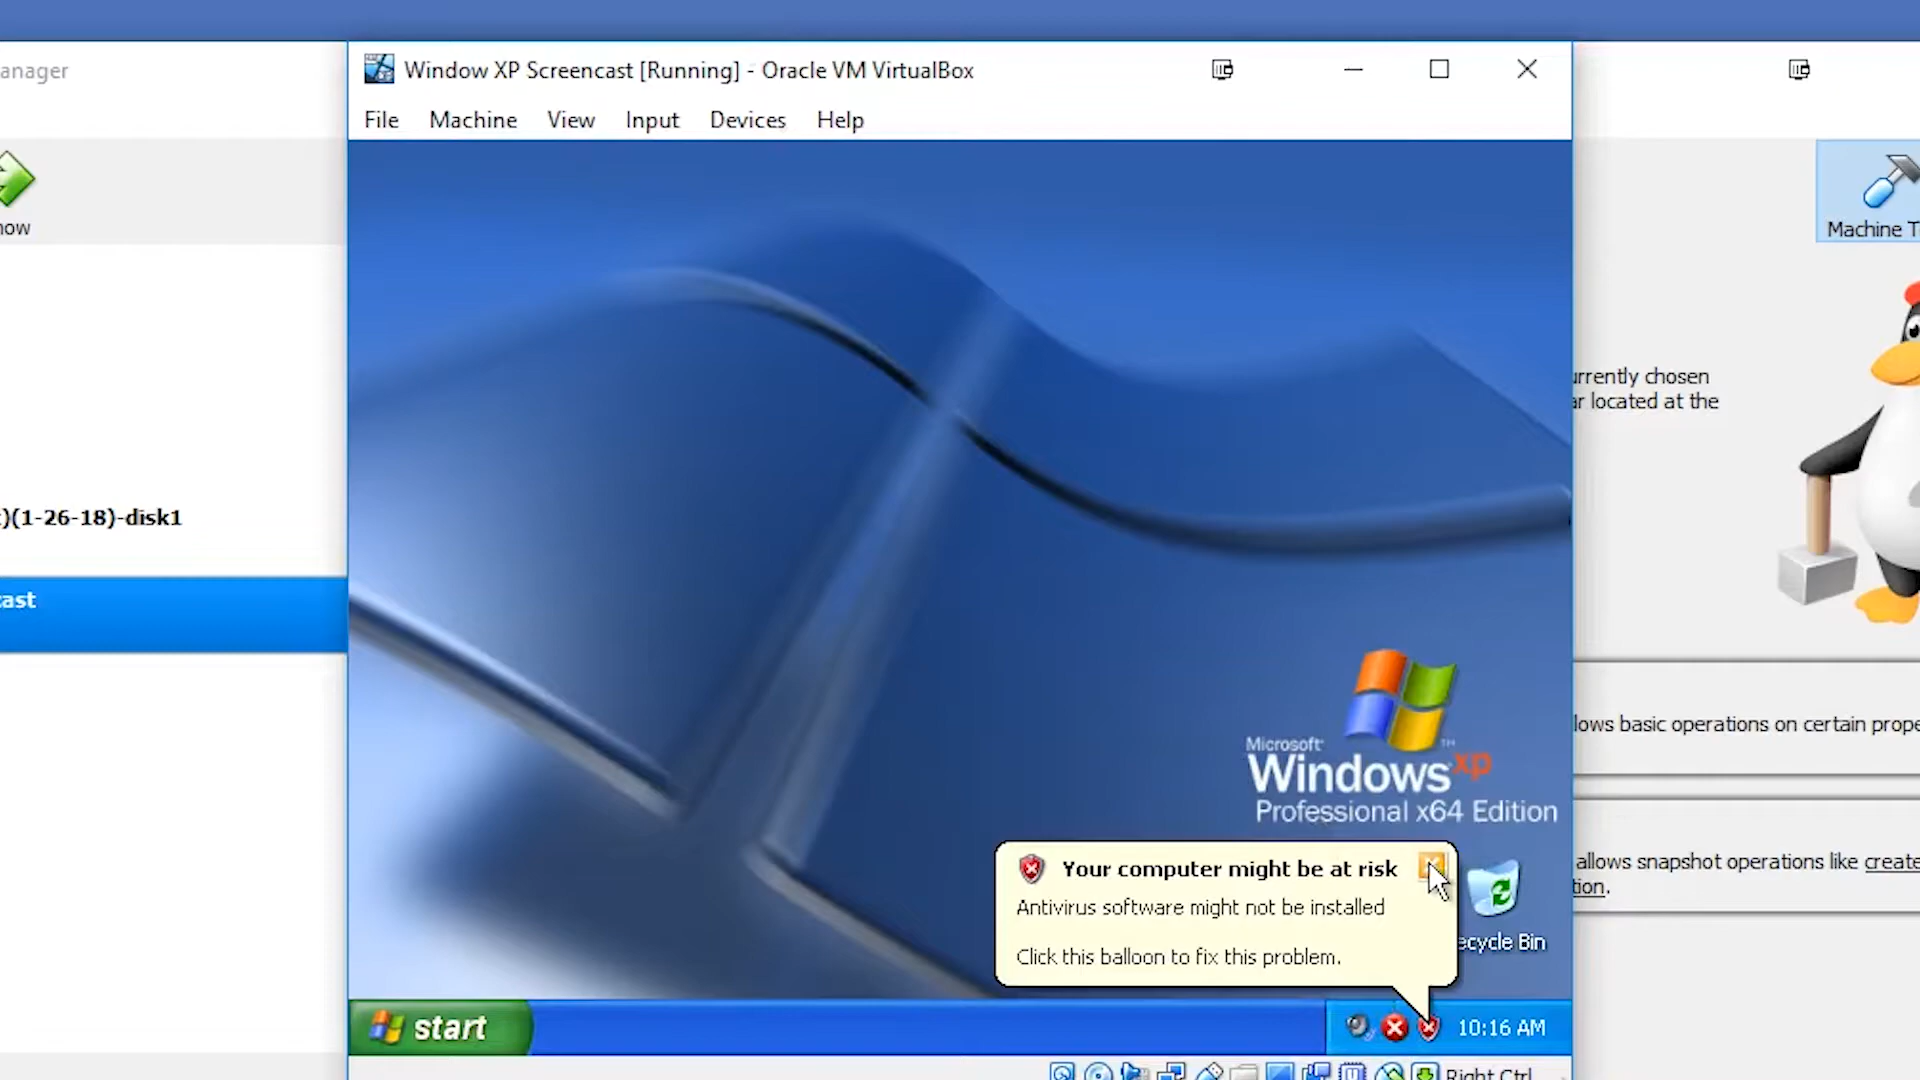 anager
Window XP Screencast [Running] - Oracle VM VirtualBox
File Machine View Input Devices Help
how
Machine T
)(1-26-18)-disk1
cast
urrently chosen
ar located at the
lows basic operations on certain prope
allows snapshot operations like create
tion.
Microsoft
Windows xp
TM
Professional x64 Edition
Your computer might be at risk
Antivirus software might not be installed
Click this balloon to fix this problem.
ecycle Bin
start
10:16 AM
Right Ctrl